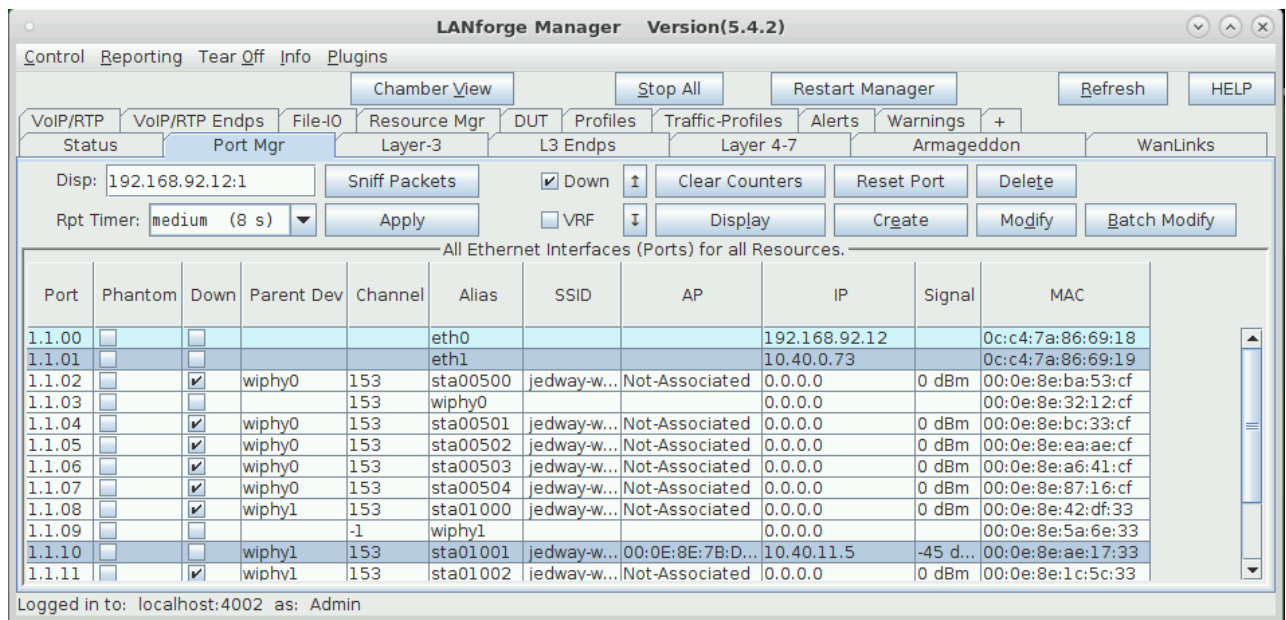 LANforge Manager Version(5.4.2)
Control Reporting Tear Off Info Plugins
Chamber View Stop All Restart Manager Refresh HELP
VoIP/RTP VoIP/RTP Endps File-IO Resource Mgr DUT Profiles Traffic-Profiles Alerts Warnings +
Status Port Mgr Layer-3 L3 Endps Layer 4-7 Armageddon WanLinks
Disp: 192.168.92.12:1 Sniff Packets Down Clear Counters Reset Port Delete
Rpt Timer: medium (8 s) Apply VRF Display Create Modify Batch Modify
All Ethernet Interfaces (Ports) for all Resources.
Port Phantom Down Parent Dev Channel Alias SSID AP IP Signal MAC
1.1.00 eth0 192.168.92.12 0c:c4:7a:86:69:18
1.1.01 eth1 10.40.0.73 0c:c4:7a:86:69:19
1.1.02 wiphy0 153 sta00500 jedway-w... Not-Associated 0.0.0.0 0 dBm 00:0e:8e:ba:53:cf
1.1.03 153 wiphy0 0.0.0.0 00:0e:8e:32:12:cf
1.1.04 wiphy0 153 sta00501 jedway-w... Not-Associated 0.0.0.0 0 dBm 00:0e:8e:bc:33:cf
1.1.05 wiphy0 153 sta00502 jedway-w... Not-Associated 0.0.0.0 0 dBm 00:0e:8e:ea:ae:cf
1.1.06 wiphy0 153 sta00503 jedway-w... Not-Associated 0.0.0.0 0 dBm 00:0e:8e:a6:41:cf
1.1.07 wiphy0 153 sta00504 jedway-w... Not-Associated 0.0.0.0 0 dBm 00:0e:8e:87:16:cf
1.1.08 wiphy1 153 sta01000 jedway-w... Not-Associated 0.0.0.0 0 dBm 00:0e:8e:42:df:33
1.1.09 -1 wiphy1 0.0.0.0 00:0e:8e:5a:6e:33
1.1.10 wiphy1 153 sta01001 jedway-w... 00:0E:8E:7B:D... 10.40.11.5 -45 d... 00:0e:8e:ae:17:33
1.1.11 wiphy1 153 sta01002 jedway-w... Not-Associated 0.0.0.0 0 dBm 00:0e:8e:1c:5c:33
Logged in to: localhost:4002 as: Admin